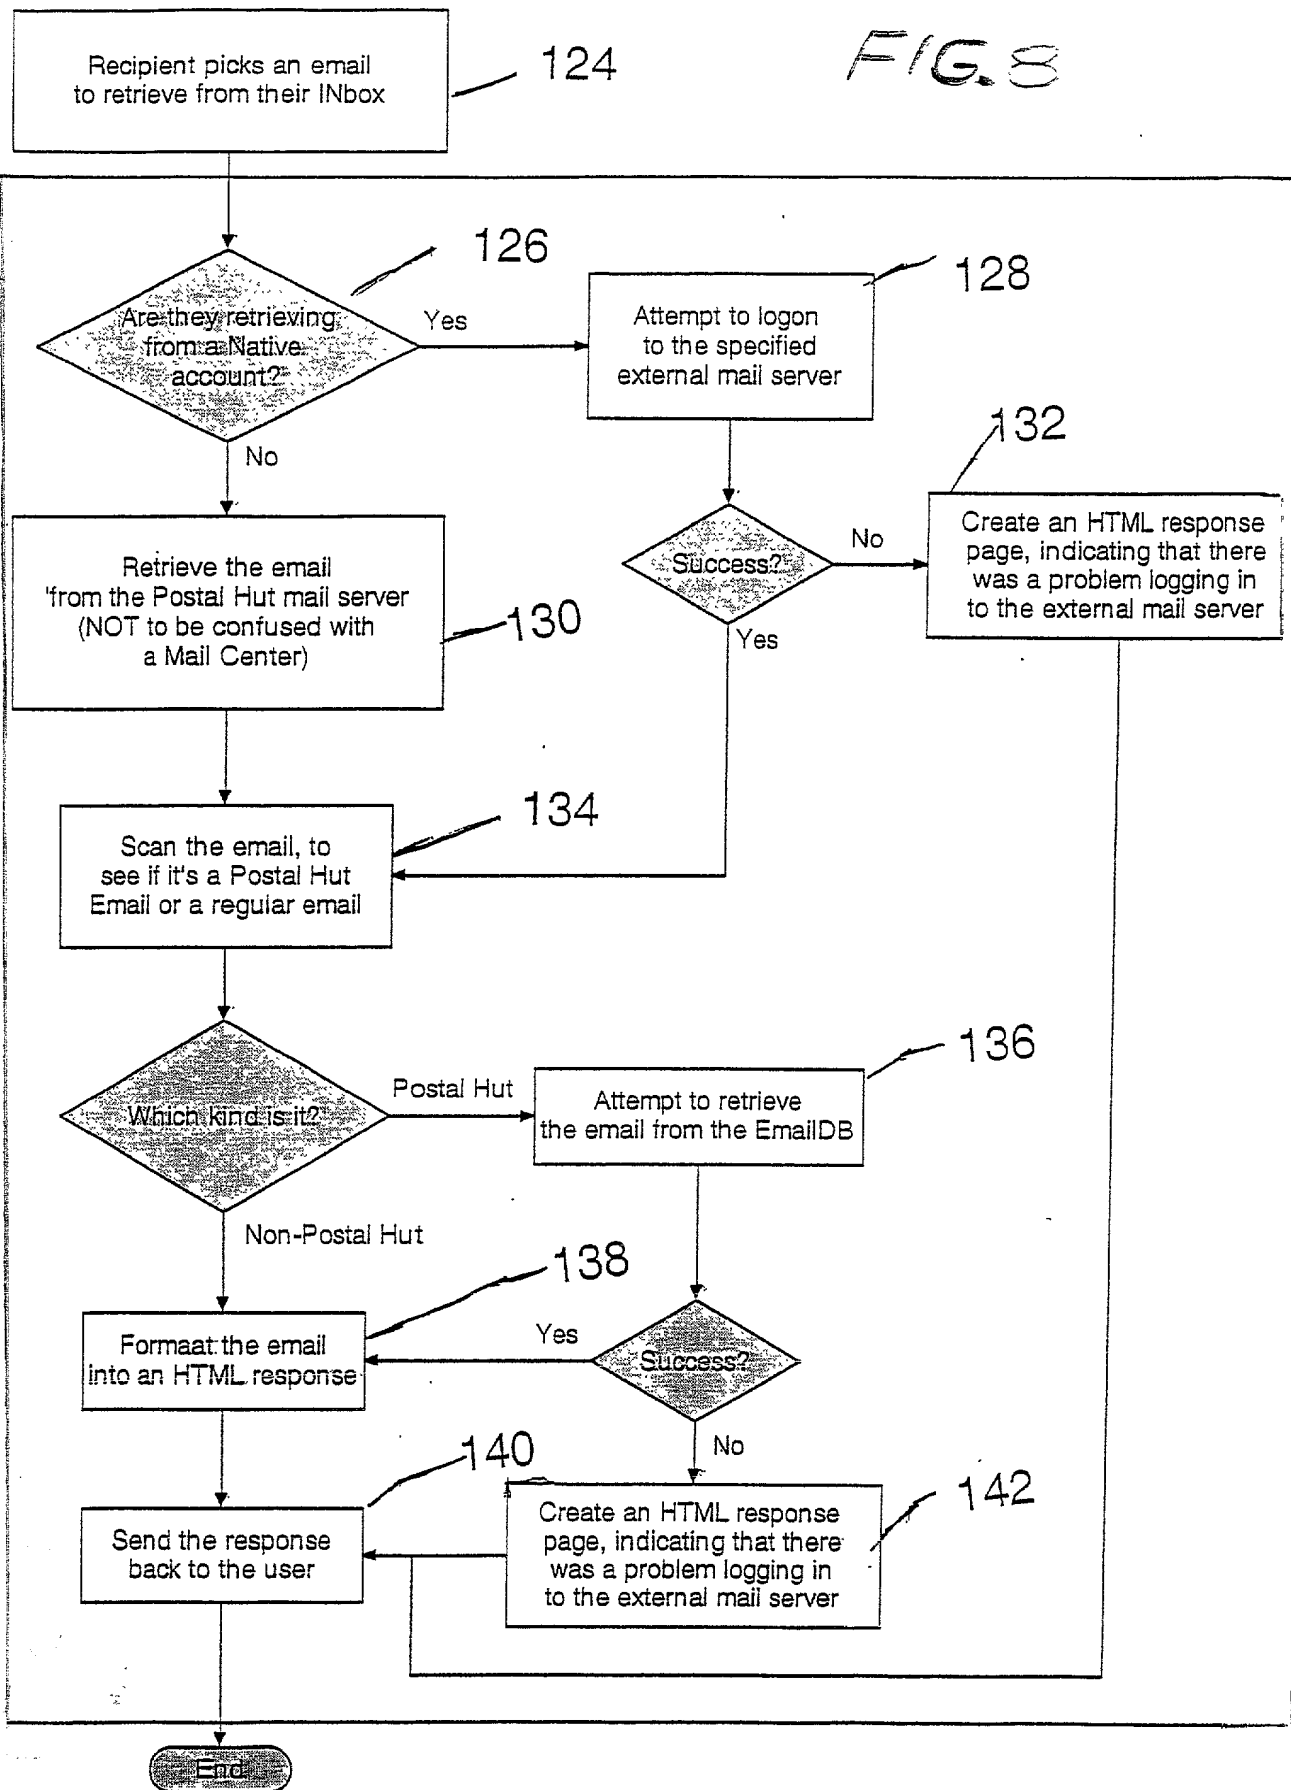 FIG. 8
Recipient picks an email
to retrieve from their INbox
124
126
Are they retrieving
from a Native
account?
Yes
No
128
Attempt to logon
to the specified
external mail server
132
Success?
No
Yes
Create an HTML response
page, indicating that there
was a problem logging in
to the external mail server
Retrieve the email
'from the Postal Hut mail server
(NOT to be confused with
a Mail Center)
130
134
Scan the email, to
see if it's a Postal Hut
Email or a regular email
Which kind is it?
Postal Hut
Non-Postal Hut
136
Attempt to retrieve
the email from the EmailDB
138
Formaat the email
into an HTML response
Yes
Success?
No
140
Send the response
back to the user
142
Create an HTML response
page, indicating that there
was a problem logging in
to the external mail server
End